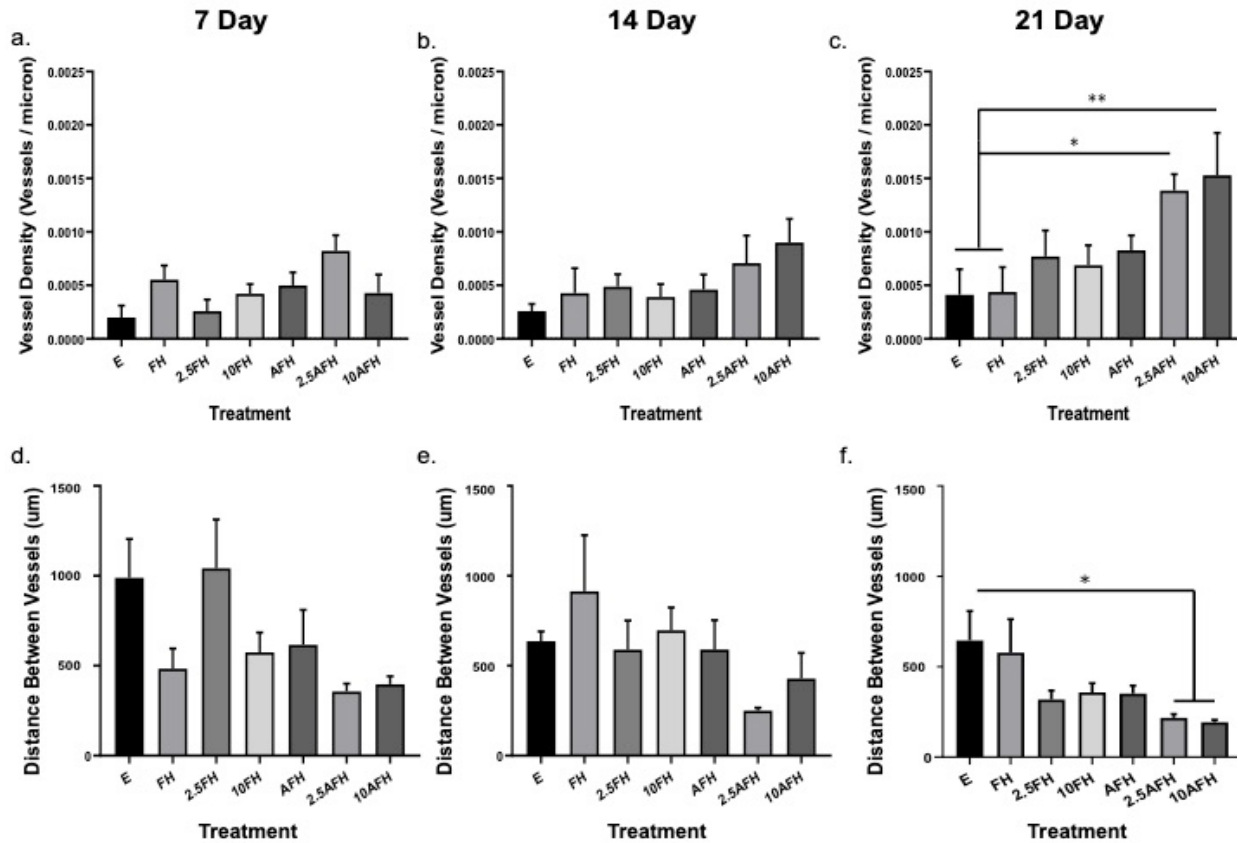 7 Day
14 Day
21 Day
a.
Vessel Density (Vessels / micron)
0.0025
0.0020
0.0015
0.0010
0.0005
0.0000
E
FH
2.5FH
10FH
AFH
2.5AFH
10AFH
Treatment
b.
Vessel Density (Vessels / micron)
0.0025
0.0020
0.0015
0.0010
0.0005
0.0000
E
FH
2.5FH
10FH
AFH
2.5AFH
10AFH
Treatment
c.
Vessel Density (Vessels / micron)
0.0025
0.0020
0.0015
0.0010
0.0005
0.0000
**
*
E
FH
2.5FH
10FH
AFH
2.5AFH
10AFH
Treatment
d.
Distance Between Vessels (um)
1500
1000
500
0
E
FH
2.5FH
10FH
AFH
2.5AFH
10AFH
Treatment
e.
Distance Between Vessels (um)
1500
1000
500
0
E
FH
2.5FH
10FH
AFH
2.5AFH
10AFH
Treatment
f.
Distance Between Vessels (um)
1500
1000
500
0
*
E
FH
2.5FH
10FH
AFH
2.5AFH
10AFH
Treatment